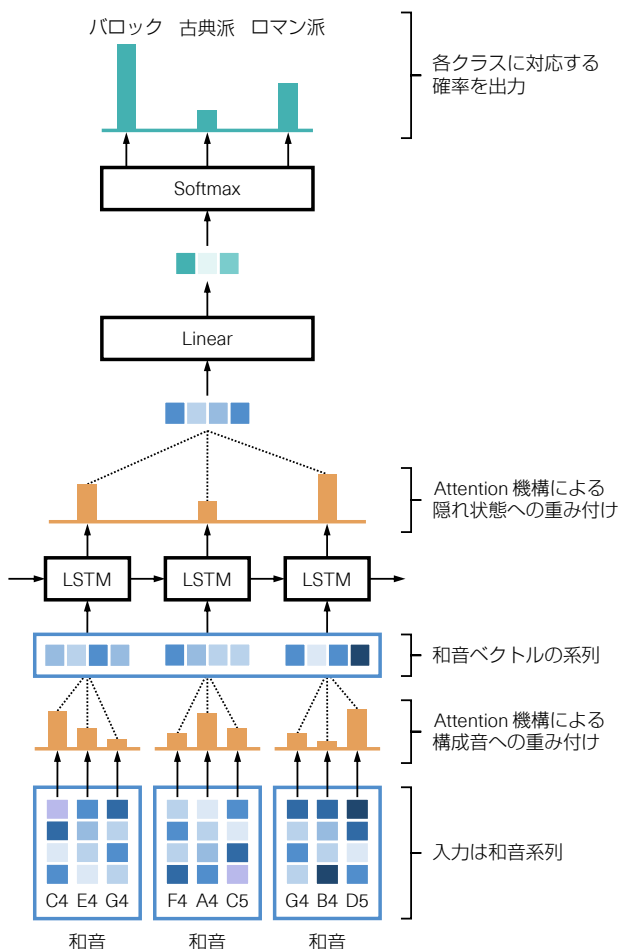 バロック 古典派 ロマン派
各クラスに対応する
確率を出力
Softmax
Linear
Attention 機構による
隠れ状態への重み付け
LSTM LSTM LSTM
和音ベクトルの系列
Attention 機構による
構成音への重み付け
入力は和音系列
C4 E4 G4 F4 A4 C5 G4 B4 D5
和音 和音 和音